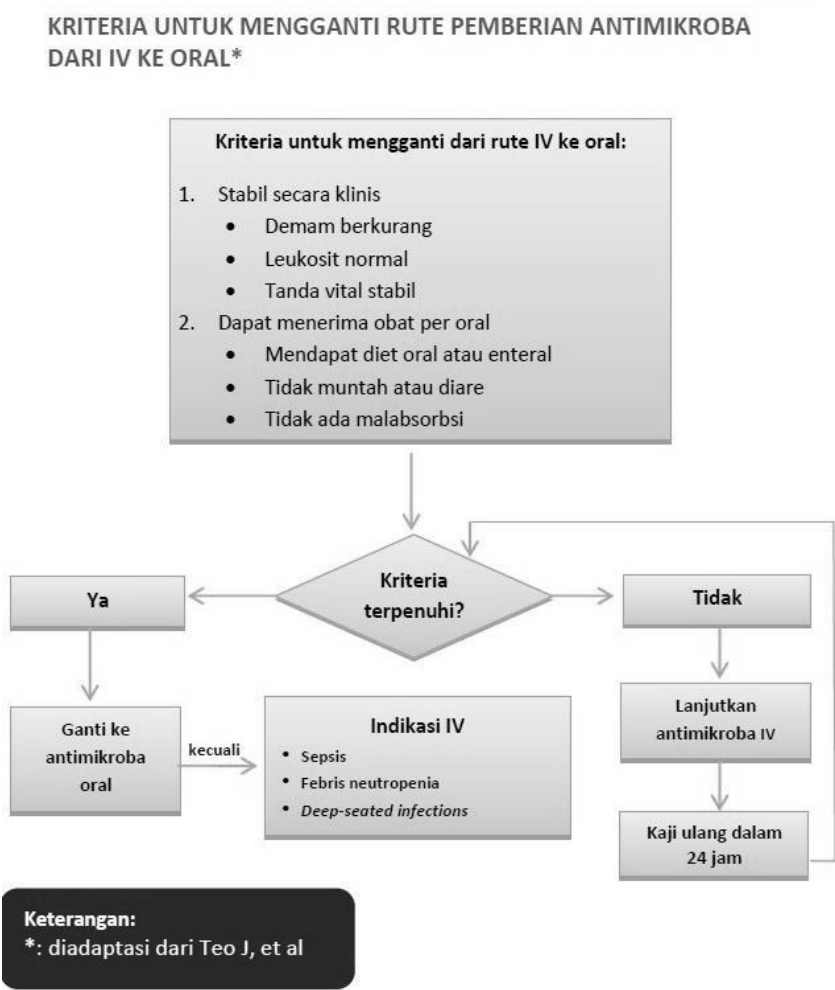 KRITERIA UNTUK MENGGANTI RUTE PEMBERIAN ANTIMIKROBA
DARI IV KE ORAL*
Kriteria untuk mengganti dari rute IV ke oral:
1. Stabil secara klinis
• Demam berkurang
• Leukosit normal
• Tanda vital stabil
2. Dapat menerima obat per oral
• Mendapat diet oral atau enteral
• Tidak muntah atau diare
• Tidak ada malabsorbsi
Kriteria
terpenuhi?
Ya
Tidak
Ganti ke
antimikroba
oral
kecuali
Indikasi IV
• Sepsis
• Febris neutropenia
• Deep-seated infections
Lanjutkan
antimikroba IV
Kaji ulang dalam
24 jam
Keterangan:
*: diadaptasi dari Teo J, et al